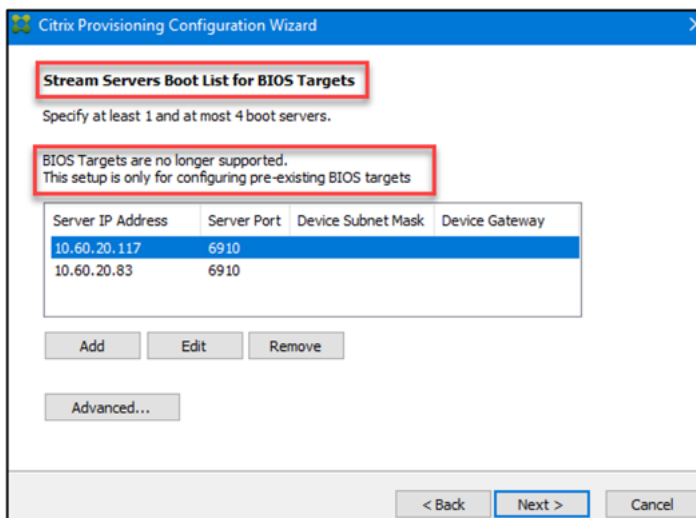 Citrix Provisioning Configuration Wizard
Stream Servers Boot List for BIOS Targets
Specify at least 1 and at most 4 boot servers.
BIOS Targets are no longer supported.
This setup is only for configuring pre-existing BIOS targets
Server IP Address Server Port Device Subnet Mask Device Gateway
10.60.20.117 6910
10.60.20.83 6910
Add Edit Remove
Advanced...
< Back Next > Cancel